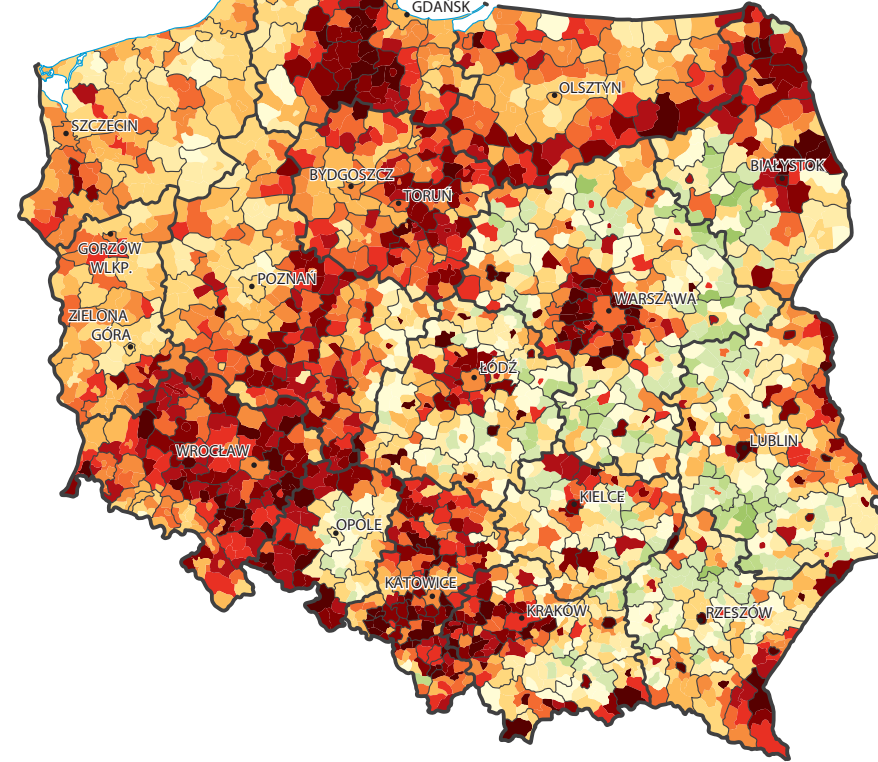 GDAŃSK
OLSZTYN
SZCZECIN
BIAŁYSTOK
BYDGOSZCZ
TORUŃ
GORZÓW
WLKP.
POZNAŃ
WARSZAWA
ZIELONA
GÓRA
ŁÓDŹ
LUBLIN
WROCŁAW
KIELCE
OPOLE
KATOWICE
KRAKÓW
RZESZÓW